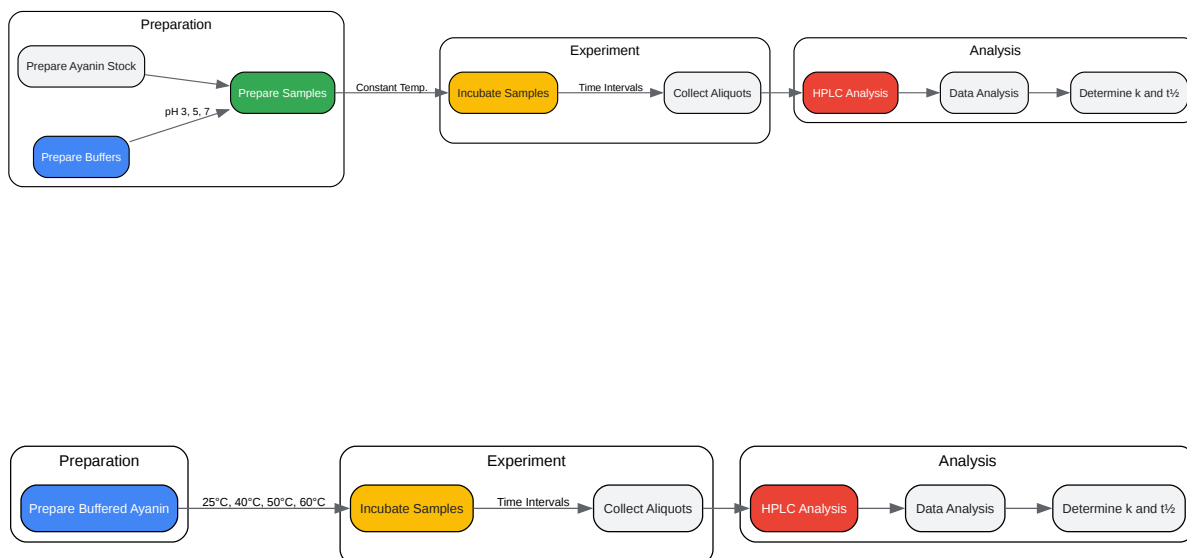 Preparation
Experiment
Analysis
Prepare Ayanin Stock
Prepare Samples
Constant Temp.
Incubate Samples
Time Intervals
Collect Aliquots
HPLC Analysis
Data Analysis
Determine k and t½
pH 3, 5, 7
Prepare Buffers
Preparation
Experiment
Analysis
Prepare Buffered Ayanin
25°C, 40°C, 50°C, 60°C
Incubate Samples
Time Intervals
Collect Aliquots
HPLC Analysis
Data Analysis
Determine k and t½